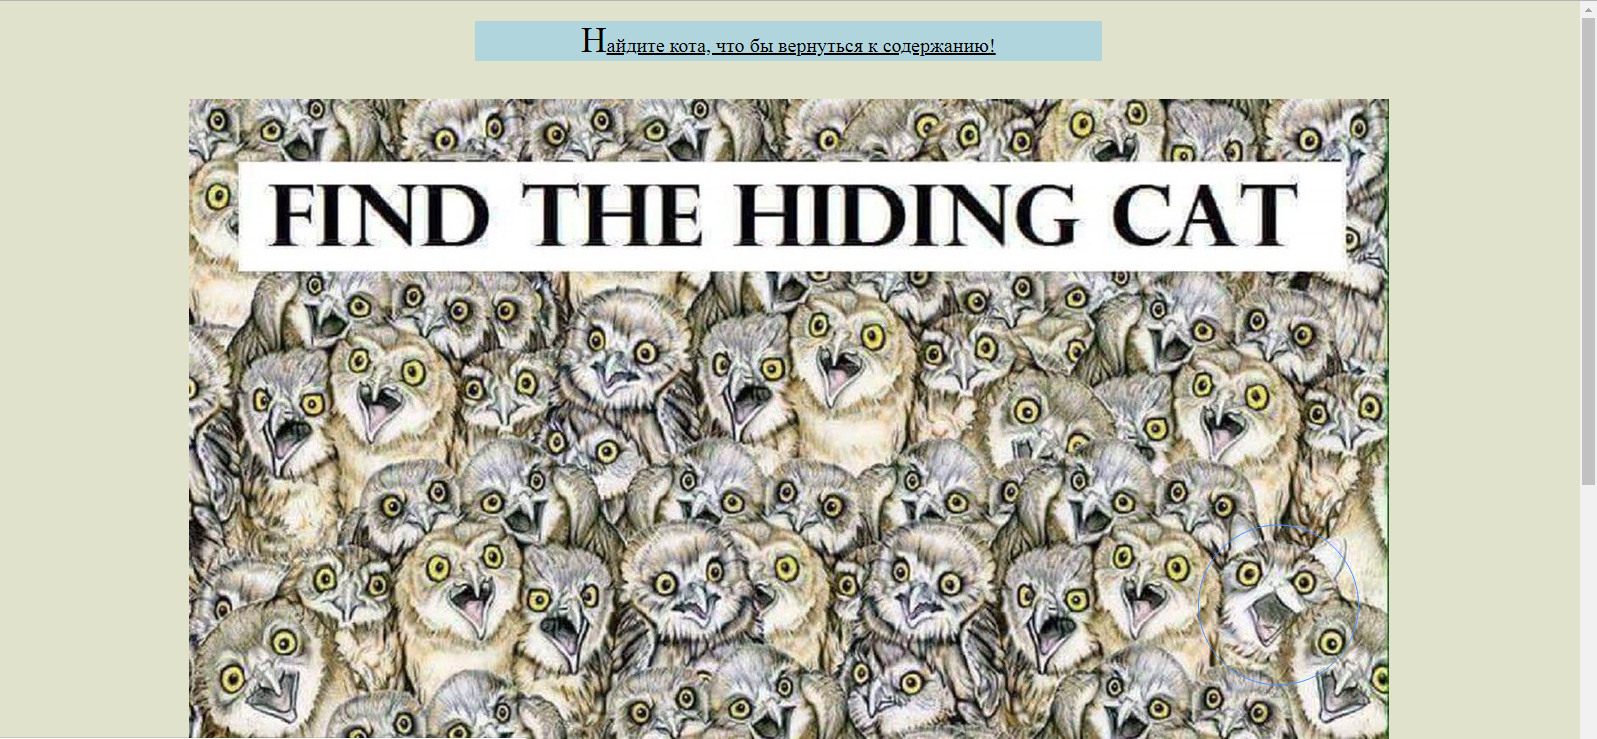 Найдите кота, что бы вернуться к содержанию!
FIND THE HIDING CAT